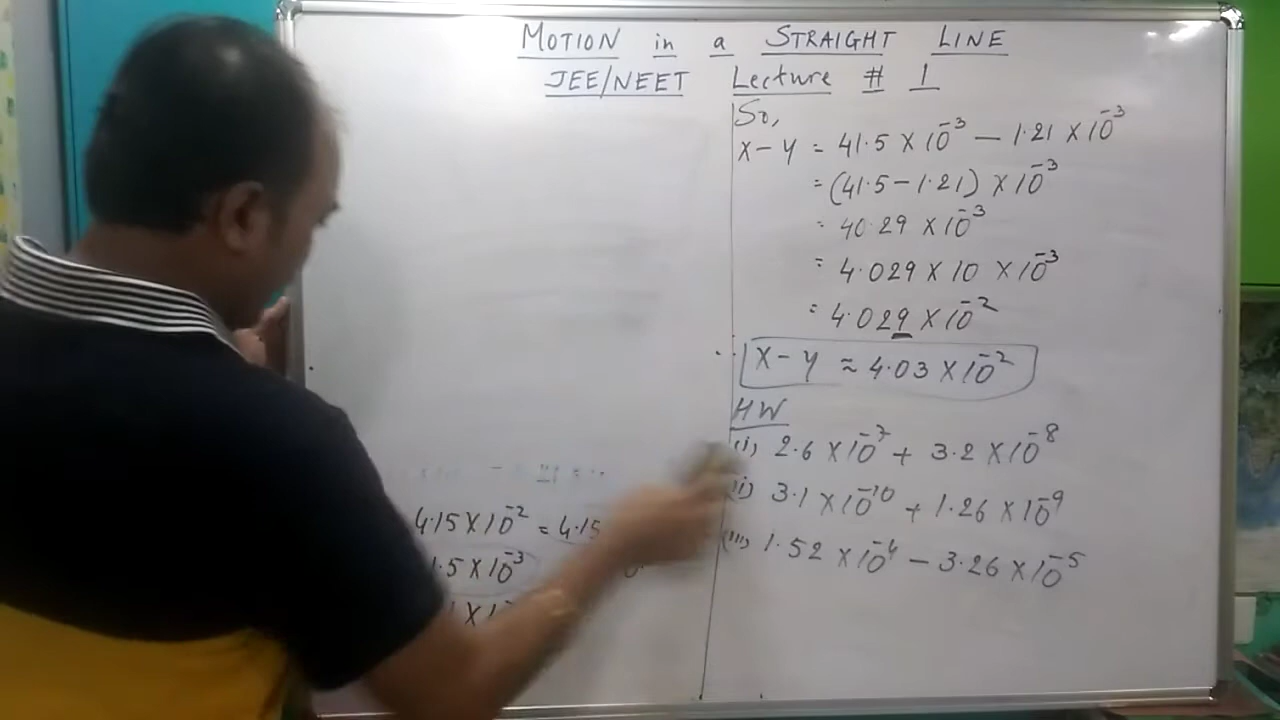 MOTION in a STRAIGHT LINE
JEE/NEET Lecture # 1
4.15 X 10⁻² = 4.15
1.5 X 10⁻³
So,
X - Y = 41.5 X 10⁻³ - 1.21 X 10⁻³
= (41.5 - 1.21) X 10⁻³
= 40.29 X 10⁻³
= 4.029 X 10 X 10⁻³
= 4.029 X 10⁻²
X - Y ≈ 4.03 X 10⁻²
HW
(i) 2.6 X 10⁻⁷ + 3.2 X 10⁻⁸
(ii) 3.1 X 10⁻¹⁰ + 1.26 X 10⁻⁹
(iii) 1.52 X 10⁻⁴ - 3.26 X 10⁻⁵